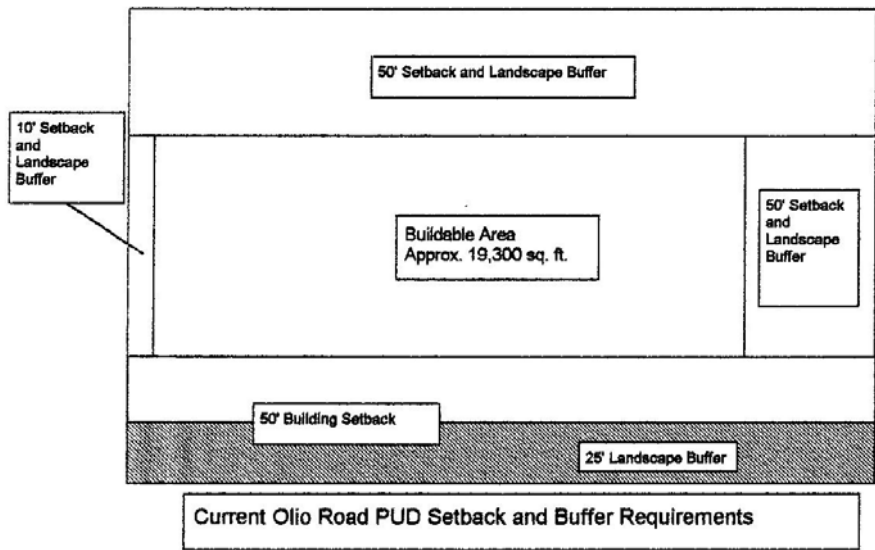 50' Setback and Landscape Buffer
10' Setback
and
Landscape
Buffer
50' Setback
and
Landscape
Buffer
Buildable Area
Approx. 19,300 sq. ft.
50' Building Setback
25' Landscape Buffer
Current Olio Road PUD Setback and Buffer Requirements